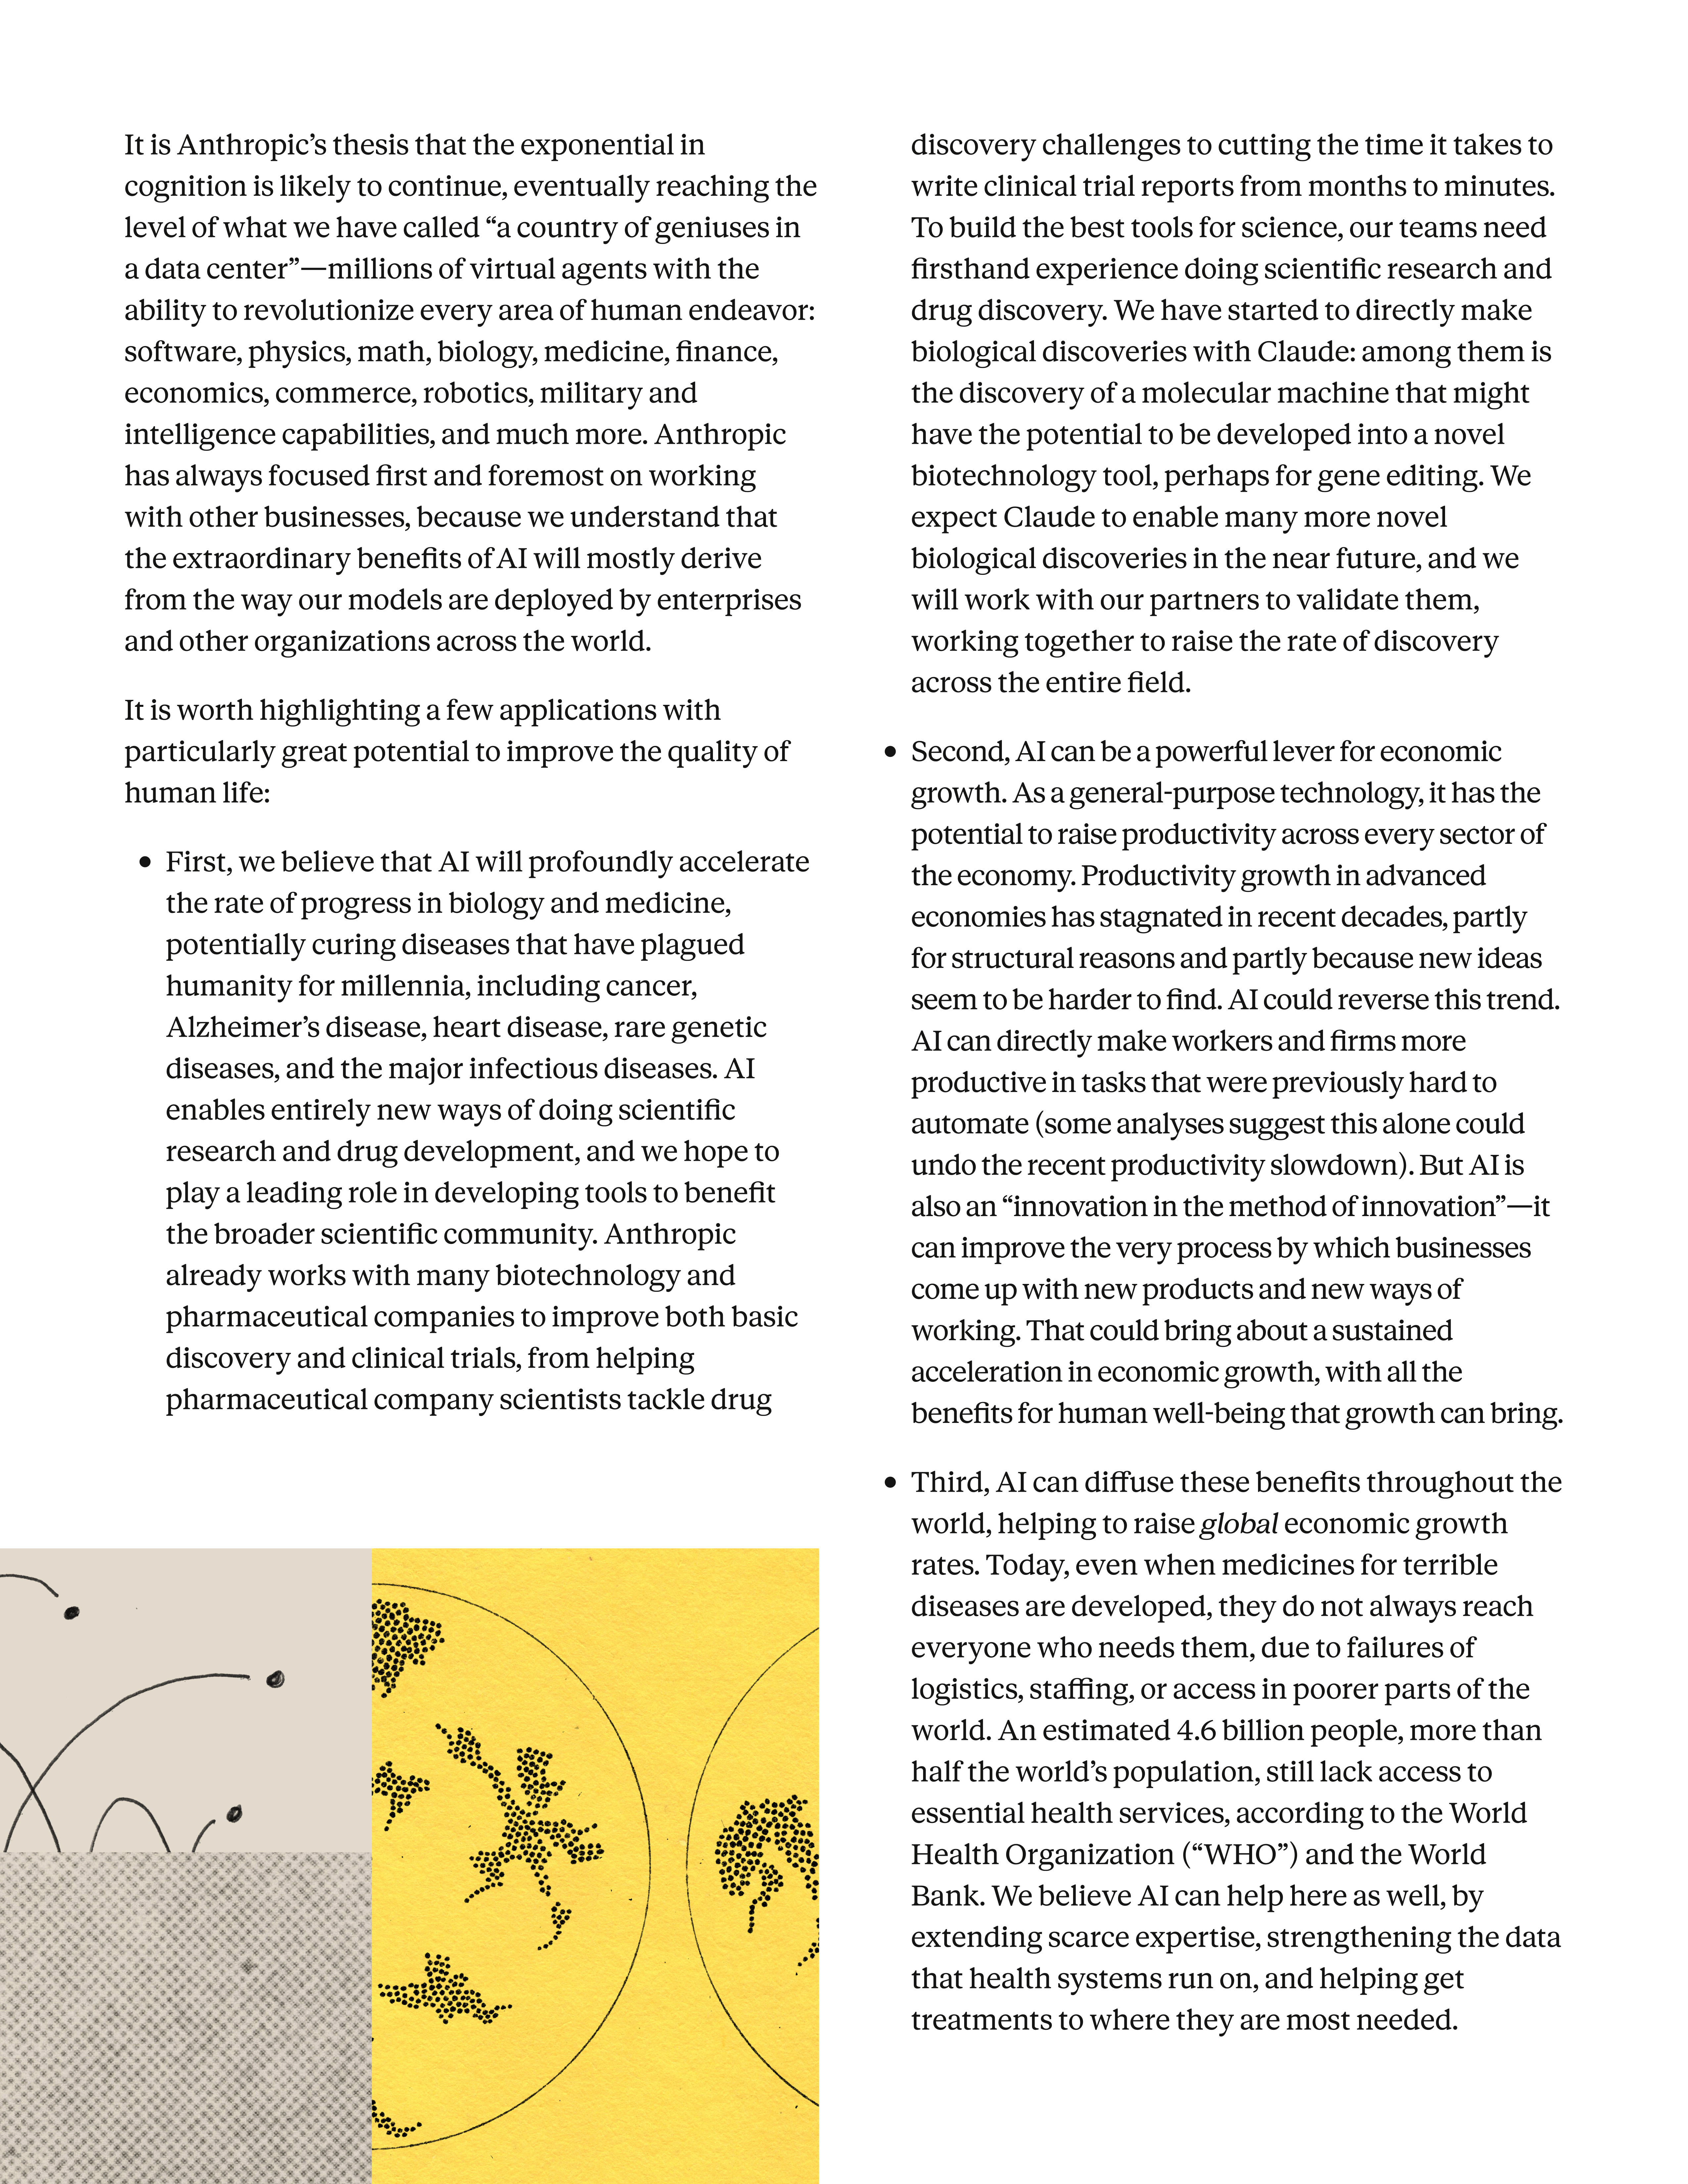 It is Anthropic’s thesis that the exponential in
cognition is likely to continue, eventually reaching the
level of what we have called “a country of geniuses in
a data center”—millions of virtual agents with the
ability to revolutionize every area of human endeavor:
software, physics, math, biology, medicine, finance,
economics, commerce, robotics, military and
intelligence capabilities, and much more. Anthropic
has always focused first and foremost on working
with other businesses, because we understand that
the extraordinary benefits of AI will mostly derive
from the way our models are deployed by enterprises
and other organizations across the world.
It is worth highlighting a few applications with
particularly great potential to improve the quality of
human life:
• First, we believe that AI will profoundly accelerate
the rate of progress in biology and medicine,
potentially curing diseases that have plagued
humanity for millennia, including cancer,
Alzheimer’s disease, heart disease, rare genetic
diseases, and the major infectious diseases. AI
enables entirely new ways of doing scientific
research and drug development, and we hope to
play a leading role in developing tools to benefit
the broader scientific community. Anthropic
already works with many biotechnology and
pharmaceutical companies to improve both basic
discovery and clinical trials, from helping
pharmaceutical company scientists tackle drug
discovery challenges to cutting the time it takes to
write clinical trial reports from months to minutes.
To build the best tools for science, our teams need
firsthand experience doing scientific research and
drug discovery. We have started to directly make
biological discoveries with Claude: among them is
the discovery of a molecular machine that might
have the potential to be developed into a novel
biotechnology tool, perhaps for gene editing. We
expect Claude to enable many more novel
biological discoveries in the near future, and we
will work with our partners to validate them,
working together to raise the rate of discovery
across the entire field.
• Second, AI can be a powerful lever for economic
growth. As a general-purpose technology, it has the
potential to raise productivity across every sector of
the economy. Productivity growth in advanced
economies has stagnated in recent decades, partly
for structural reasons and partly because new ideas
seem to be harder to find. AI could reverse this trend.
AI can directly make workers and firms more
productive in tasks that were previously hard to
automate (some analyses suggest this alone could
undo the recent productivity slowdown). But AI is
also an “innovation in the method of innovation”—it
can improve the very process by which businesses
come up with new products and new ways of
working. That could bring about a sustained
acceleration in economic growth, with all the
benefits for human well-being that growth can bring.
• Third, AI can diffuse these benefits throughout the
world, helping to raise global economic growth
rates. Today, even when medicines for terrible
diseases are developed, they do not always reach
everyone who needs them, due to failures of
logistics, staffing, or access in poorer parts of the
world. An estimated 4.6 billion people, more than
half the world’s population, still lack access to
essential health services, according to the World
Health Organization (“WHO”) and the World
Bank. We believe AI can help here as well, by
extending scarce expertise, strengthening the data
that health systems run on, and helping get
treatments to where they are most needed.